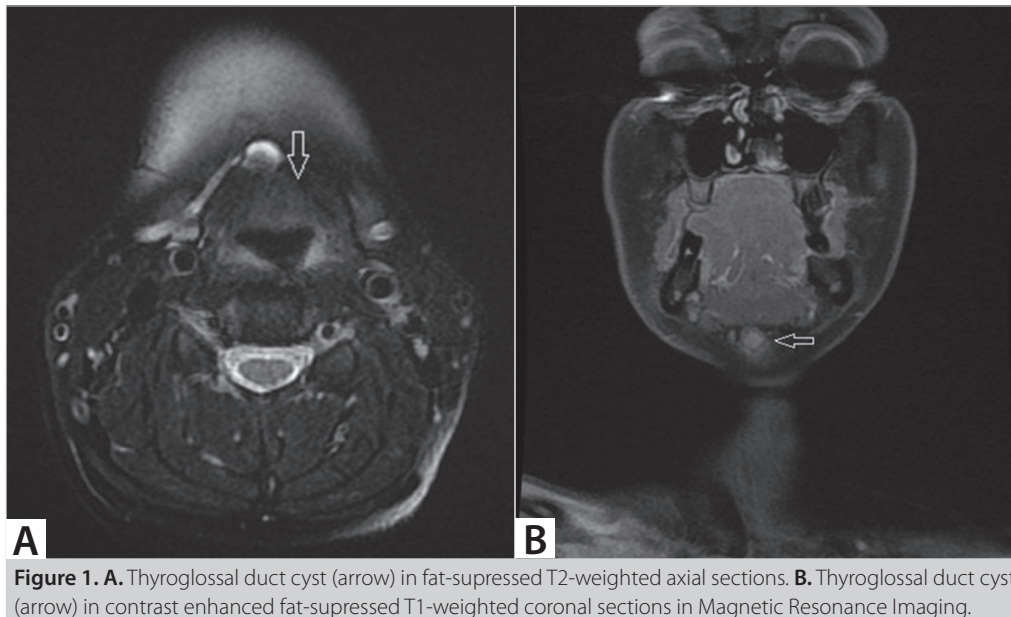 A
B
Figure 1. A. Thyroglossal duct cyst (arrow) in fat-supressed T2-weighted axial sections. B. Thyroglossal duct cyst
(arrow) in contrast enhanced fat-supressed T1-weighted coronal sections in Magnetic Resonance Imaging.